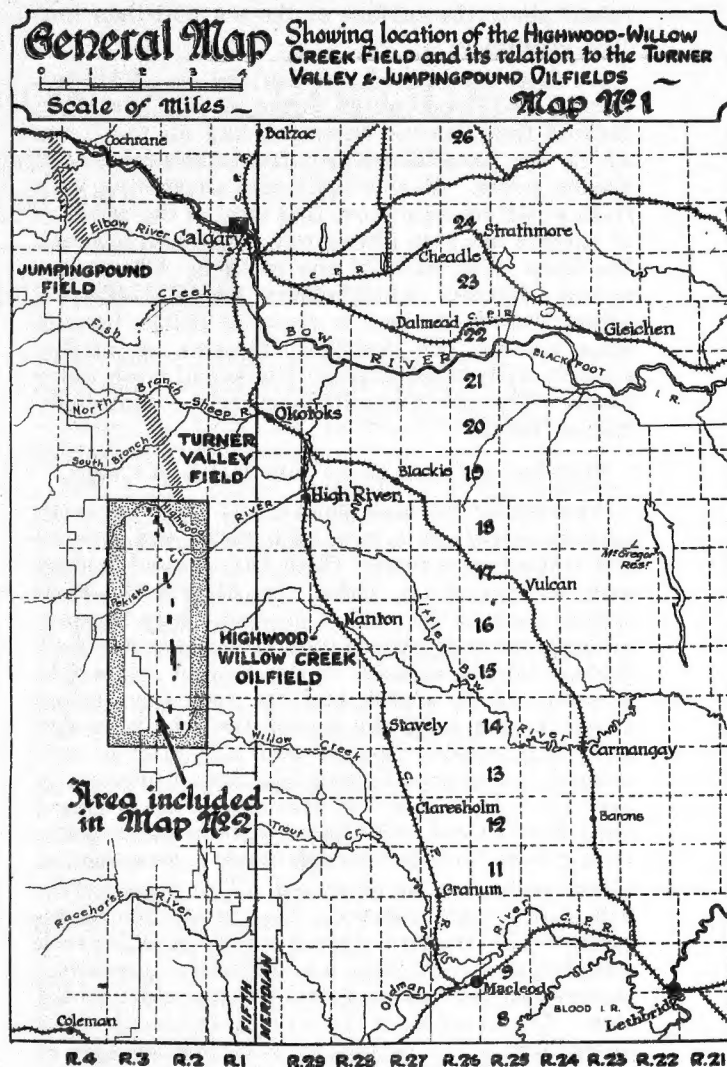 General Map
Showing location of the HIGHWOOD-WILLOW
CREEK FIELD and its relation to the TURNER
VALLEY & JUMPINGPOUND OILFIELDS ~
0 1 2 3 4
Scale of Miles ~
Map Nº1
Balzac
26
Cochrane
Elbow River
Calgary
24
Strathmore
Cheadle
C.P.R.
23
JUMPINGPOUND
FIELD
Creek
Fish
Dalmead
C.P.R.
22
Gleichen
BOW RIVER
BLACKFOOT
I.R.
21
North Branch
Sheep R.
Okotoks
20
South Branch
TURNER
VALLEY
FIELD
Blackie
19
High River
RIVER
18
Highwood
McGregor
Resr
17
Vulcan
Pekisko
Cr.
Little Bow
River
16
Nanton
HIGHWOOD-
WILLOW CREEK
OILFIELD
15
14
Stavely
Carmangay
Willow Creek
13
Area included
in Map Nº2
C.P.R.
Claresholm
12
Barons
Trout Cr.
11
Granum
Racehorse River
River
C.P.R.
Oldman
9
Macleod
FIFTH
MERIDIAN
8
BLOOD I.R.
Lethbridge
Coleman
R.4 R.3 R.2 R.1 R.29 R.28 R.27 R.26 R.25 R.24 R.23 R.22 R.21